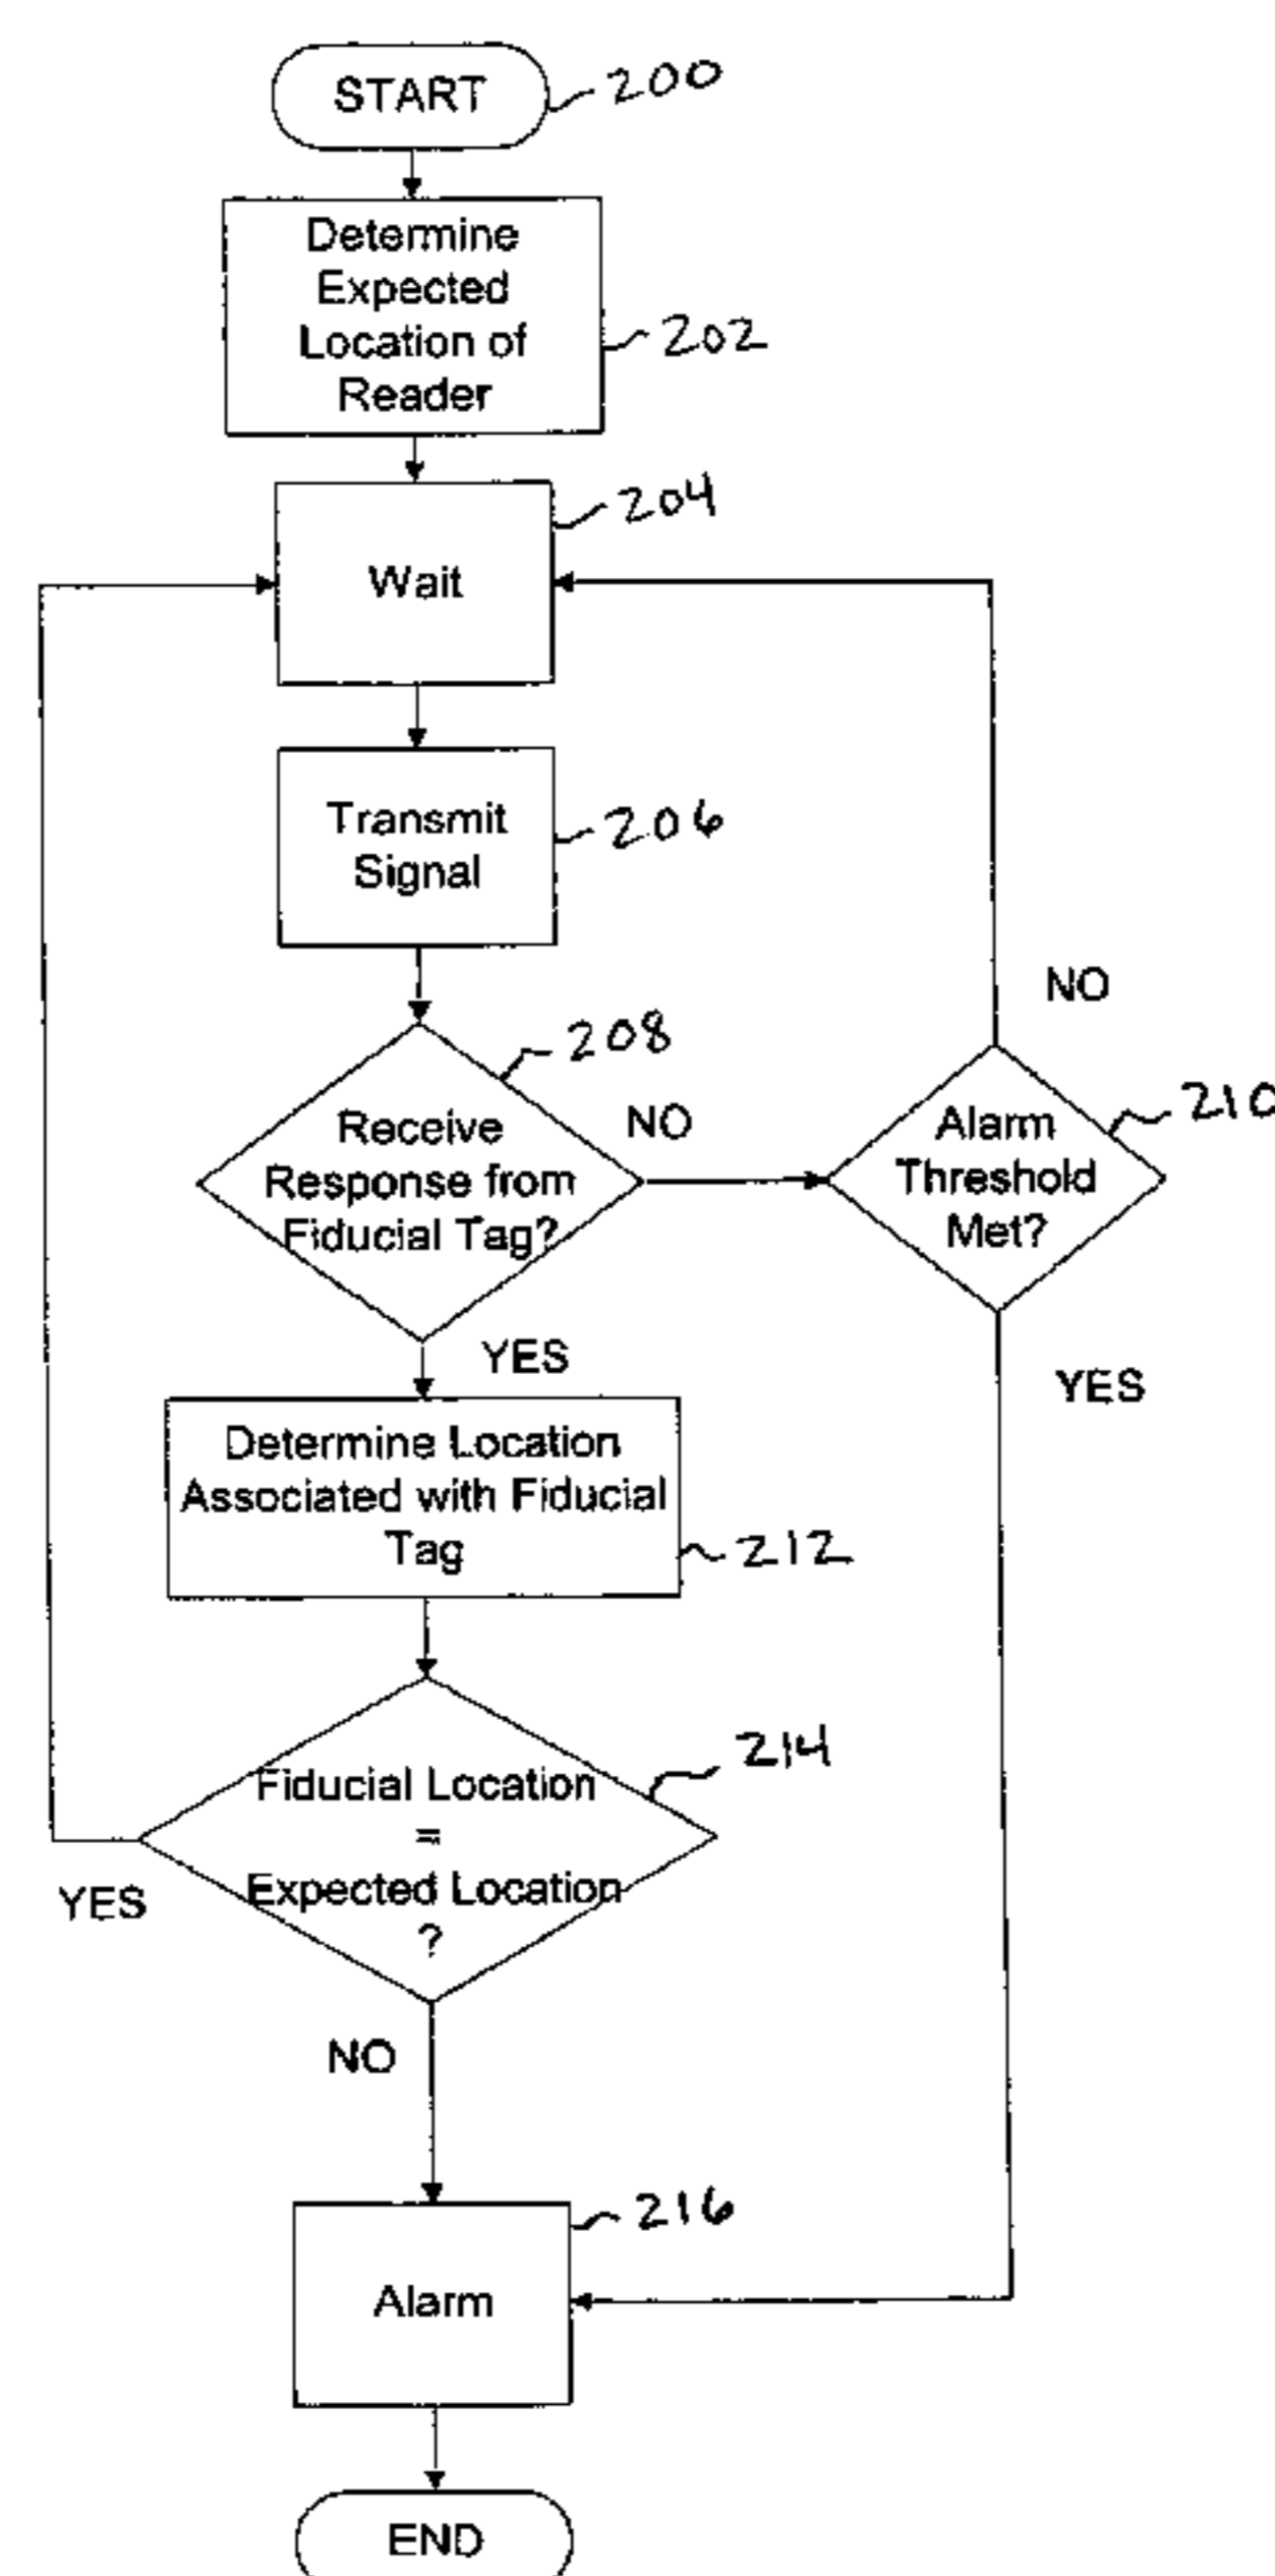 START
200
Determine
Expected
Location of
Reader
202
204
Wait
Transmit
Signal
206
NO
208
Receive
Response from
Fiducial Tag?
NO
Alarm
Threshold
Met?
210
YES
YES
Determine Location
Associated with Fiducial
Tag
212
214
Fiducial Location
=
Expected Location
?
YES
NO
216
Alarm
END